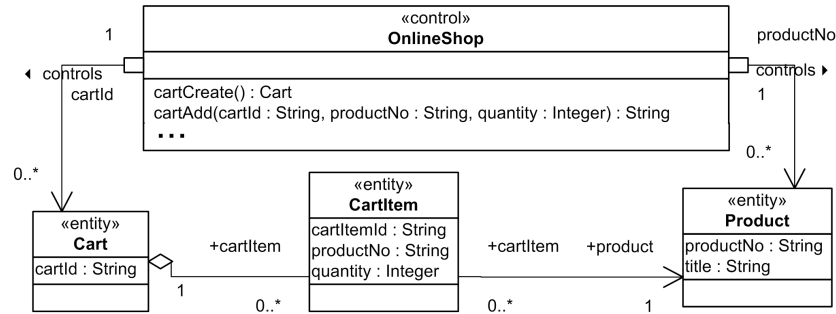 «control»
OnlineShop
1
productNo
◄ controls
cartId
controls ►
1
cartCreate() : Cart
cartAdd(cartId : String, productNo : String, quantity : Integer) : String
...
0..*
0..*
«entity»
Cart
cartId : String
«entity»
CartItem
cartItemId : String
productNo : String
quantity : Integer
«entity»
Product
productNo : String
title : String
+cartItem
1
0..*
+cartItem
+product
0..*
1